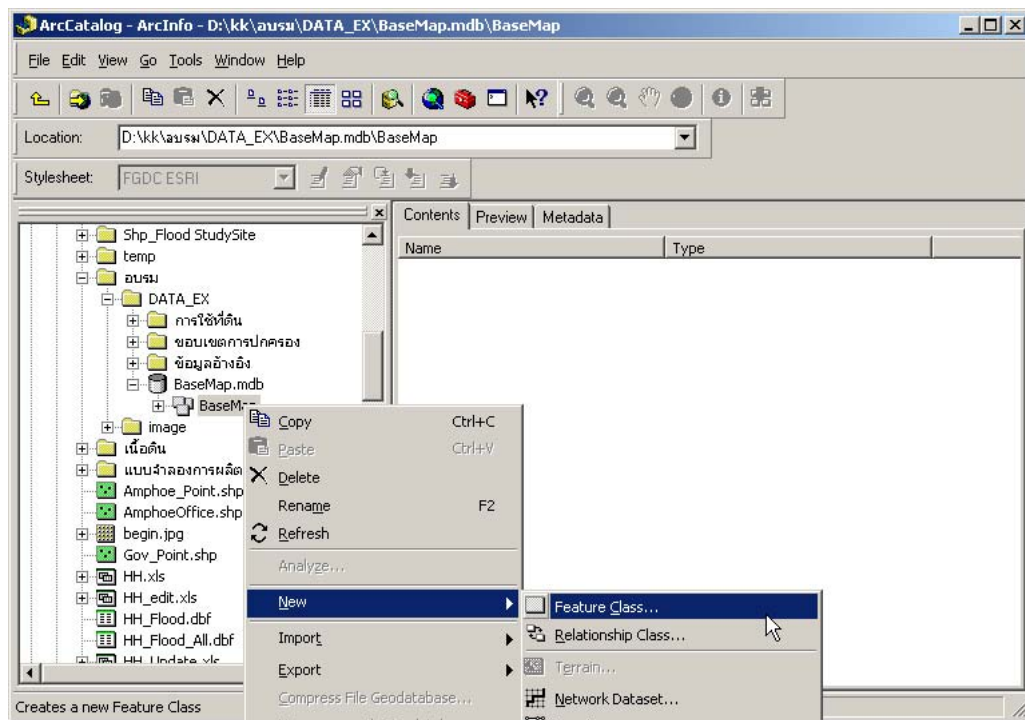 ArcCatalog - ArcInfo - D:\kk\อบรม\DATA_EX\BaseMap.mdb\BaseMap
File Edit View Go Tools Window Help
Location: D:\kk\อบรม\DATA_EX\BaseMap.mdb\BaseMap
Stylesheet: FGDC ESRI
Contents Preview Metadata
Name Type
Shp_Flood StudySite
temp
อบรม
DATA_EX
การใช้ที่ดิน
ขอบเขตการปกครอง
ข้อมูลอ้างอิง
BaseMap.mdb
BaseMap
image
เนื้อดิน
แบบจำลองการผลิต
Amphoe_Point.shp
AmphoeOffice.shp
begin.jpg
Gov_Point.shp
HH.xls
HH_edit.xls
HH_Flood.dbf
HH_Flood_All.dbf
HH_Update.xls
Copy Ctrl+C
Paste Ctrl+V
Delete
Rename F2
Refresh
Analyze...
New
Import
Export
Compress File Geodatabase...
Feature Class...
Relationship Class...
Terrain...
Network Dataset...
Creates a new Feature Class